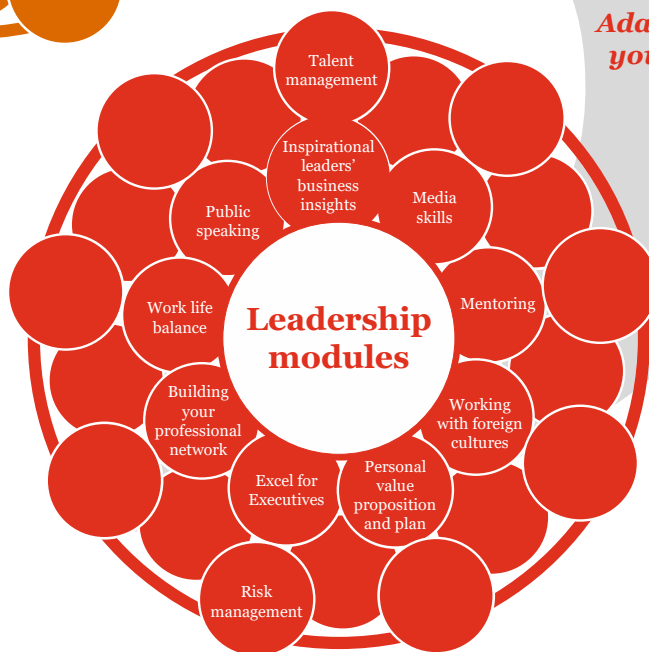 Talent
management
Inspirational
leaders'
business
insights
Public
speaking
Media
skills
Work life
balance
Mentoring
Leadership
modules
Building
your
professional
network
Working
with foreign
cultures
Excel for
Executives
Personal
value
proposition
and plan
Risk
management